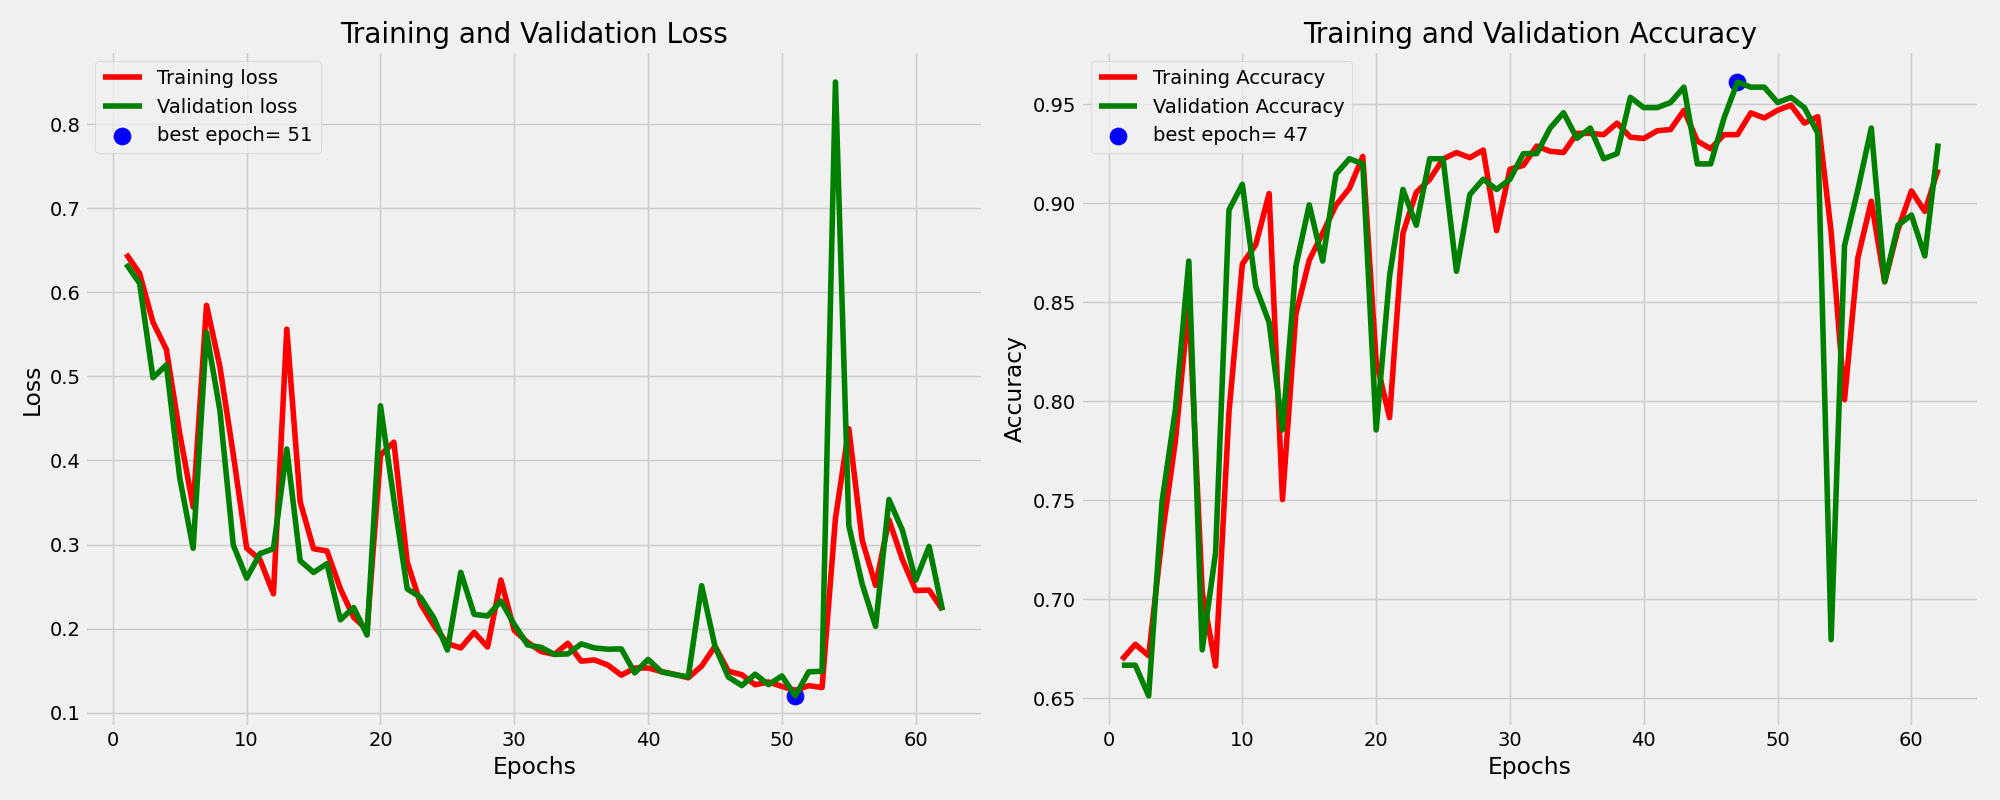 Training and Validation Loss
Training loss
Validation loss
best epoch= 51
0.8
0.7
0.6
0.5
0.4
0.3
0.2
0.1
Loss
0 10 20 30 40 50 60
Epochs
Training and Validation Accuracy
Training Accuracy
Validation Accuracy
best epoch= 47
0.95
0.90
0.85
0.80
0.75
0.70
0.65
Accuracy
0 10 20 30 40 50 60
Epochs